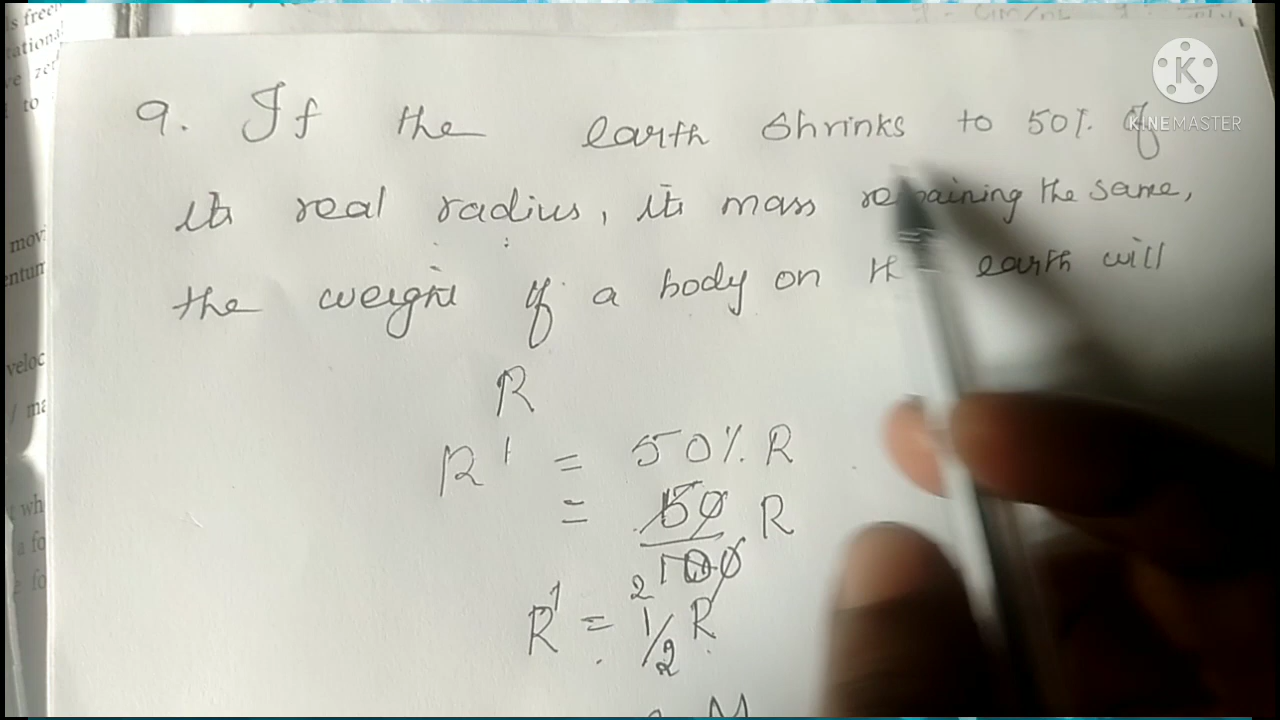 9. If the earth shrinks to 50% of
KINEMASTER
its real radius, its mass remaining the same,
the weight of a body on the earth will
R
R' = 50% R
= 50/100 R
2
R' = 1/2 R
M